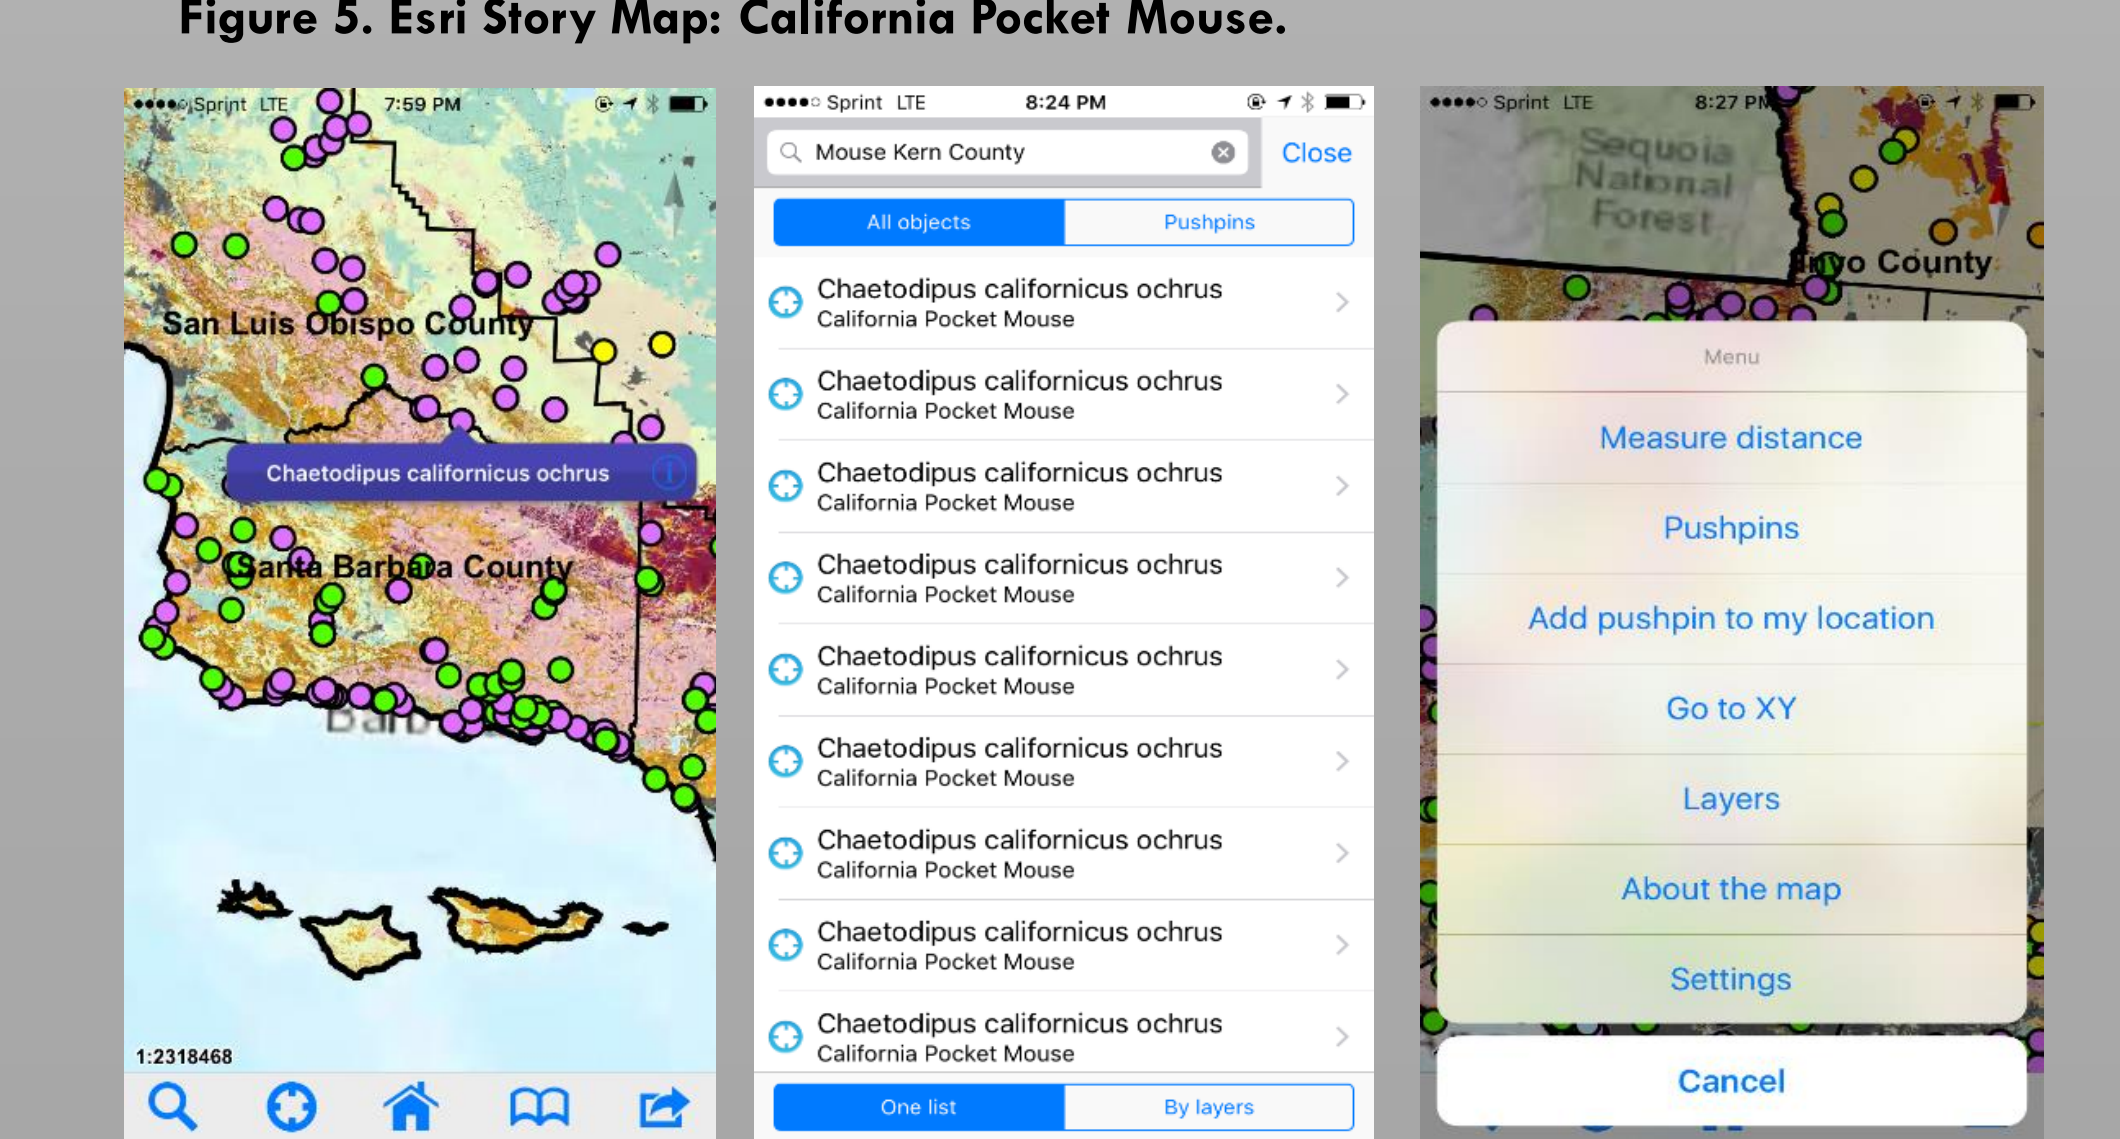 Figure 5. Esri Story Map: California Pocket Mouse.
Sprint LTE 7:59 PM
San Luis Obispo County
Chaetodipus californicus ochrus
Santa Barbara County
Barb
1:2318468
Sprint LTE 8:24 PM
Mouse Kern County
Close
All objects
Pushpins
Chaetodipus californicus ochrus
California Pocket Mouse
Chaetodipus californicus ochrus
California Pocket Mouse
Chaetodipus californicus ochrus
California Pocket Mouse
Chaetodipus californicus ochrus
California Pocket Mouse
Chaetodipus californicus ochrus
California Pocket Mouse
Chaetodipus californicus ochrus
California Pocket Mouse
Chaetodipus californicus ochrus
California Pocket Mouse
Chaetodipus californicus ochrus
California Pocket Mouse
Chaetodipus californicus ochrus
California Pocket Mouse
One list
By layers
Sprint LTE 8:27 PM
Sequoia
National
Forest
Inyo County
Menu
Measure distance
Pushpins
Add pushpin to my location
Go to XY
Layers
About the map
Settings
Cancel